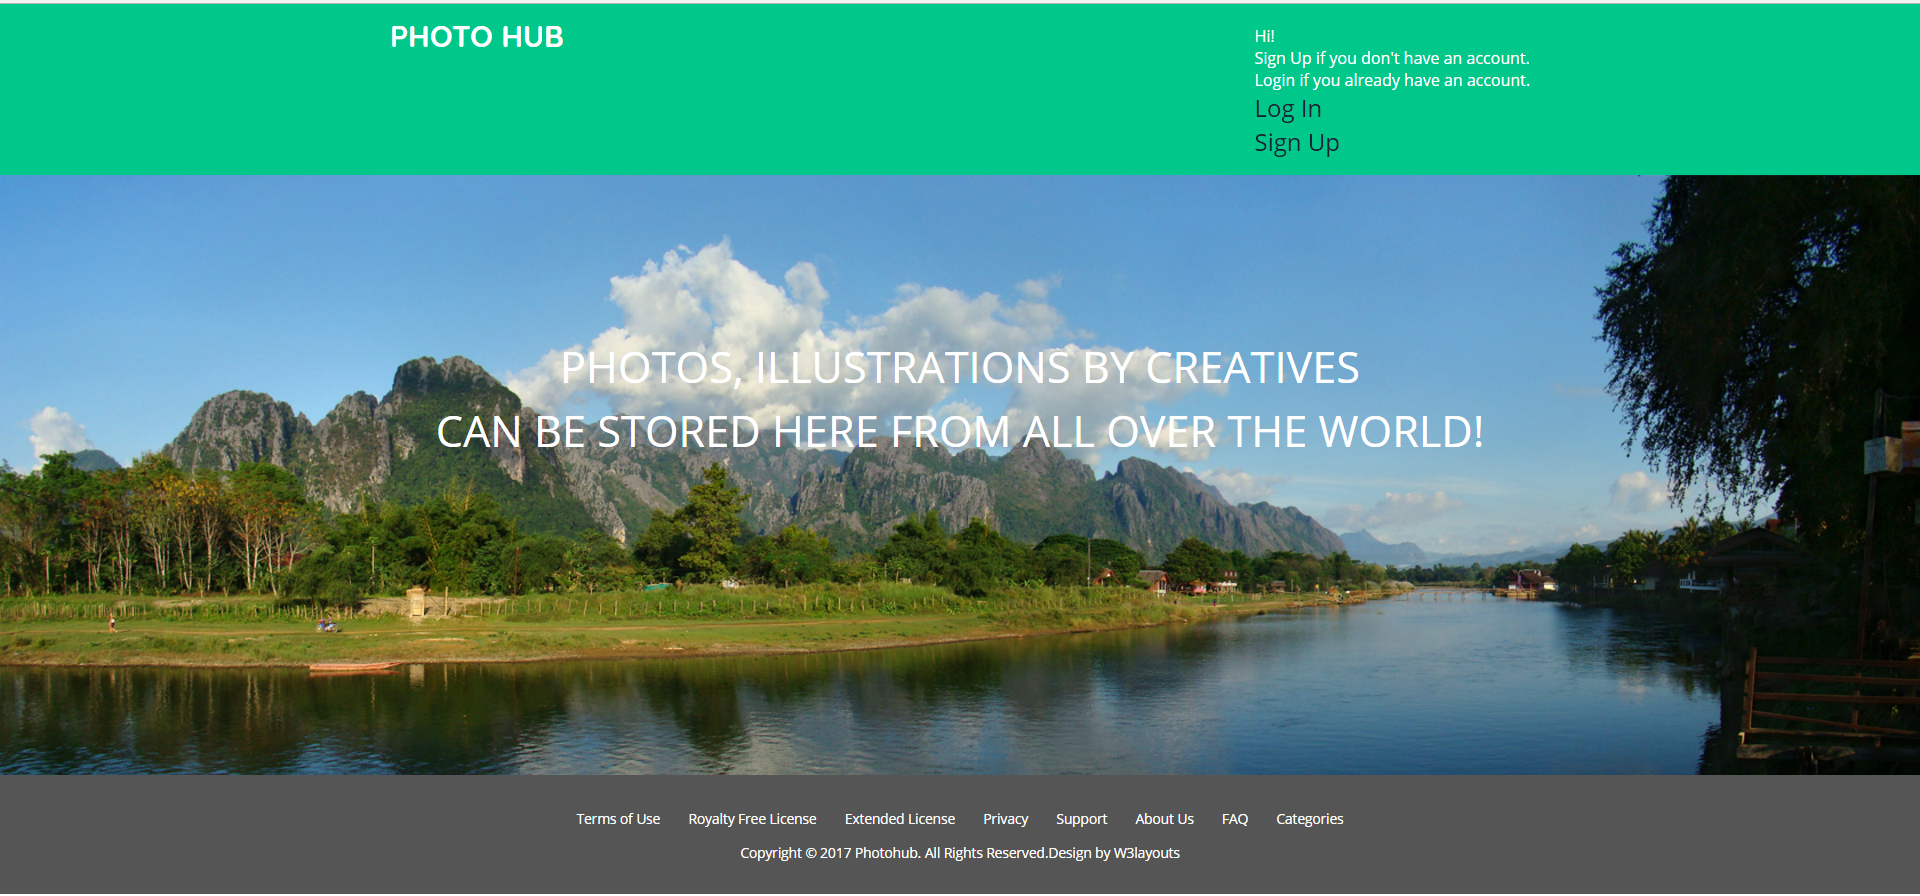 PHOTO HUB
Hi!
Sign Up if you don't have an account.
Login if you already have an account.
Log In
Sign Up
PHOTOS, ILLUSTRATIONS BY CREATIVES
CAN BE STORED HERE FROM ALL OVER THE WORLD!
Terms of Use Royalty Free License Extended License Privacy Support About Us FAQ Categories
Copyright © 2017 Photohub. All Rights Reserved.Design by W3layouts